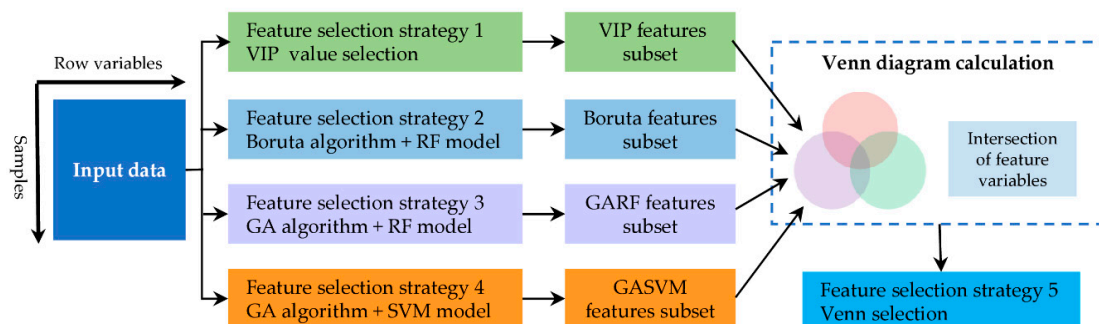 Row variables
Samples
Input data
Feature selection strategy 1
VIP value selection
VIP features
subset
Feature selection strategy 2
Boruta algorithm + RF model
Boruta features
subset
Feature selection strategy 3
GA algorithm + RF model
GARF features
subset
Feature selection strategy 4
GA algorithm + SVM model
GASVM
features subset
Venn diagram calculation
Intersection
of feature
variables
Feature selection strategy 5
Venn selection